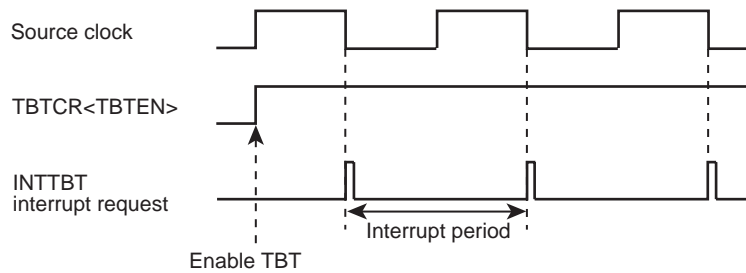 Source clock
TBTCR<TBTEN>
INTTBT
interrupt request
Interrupt period
Enable TBT